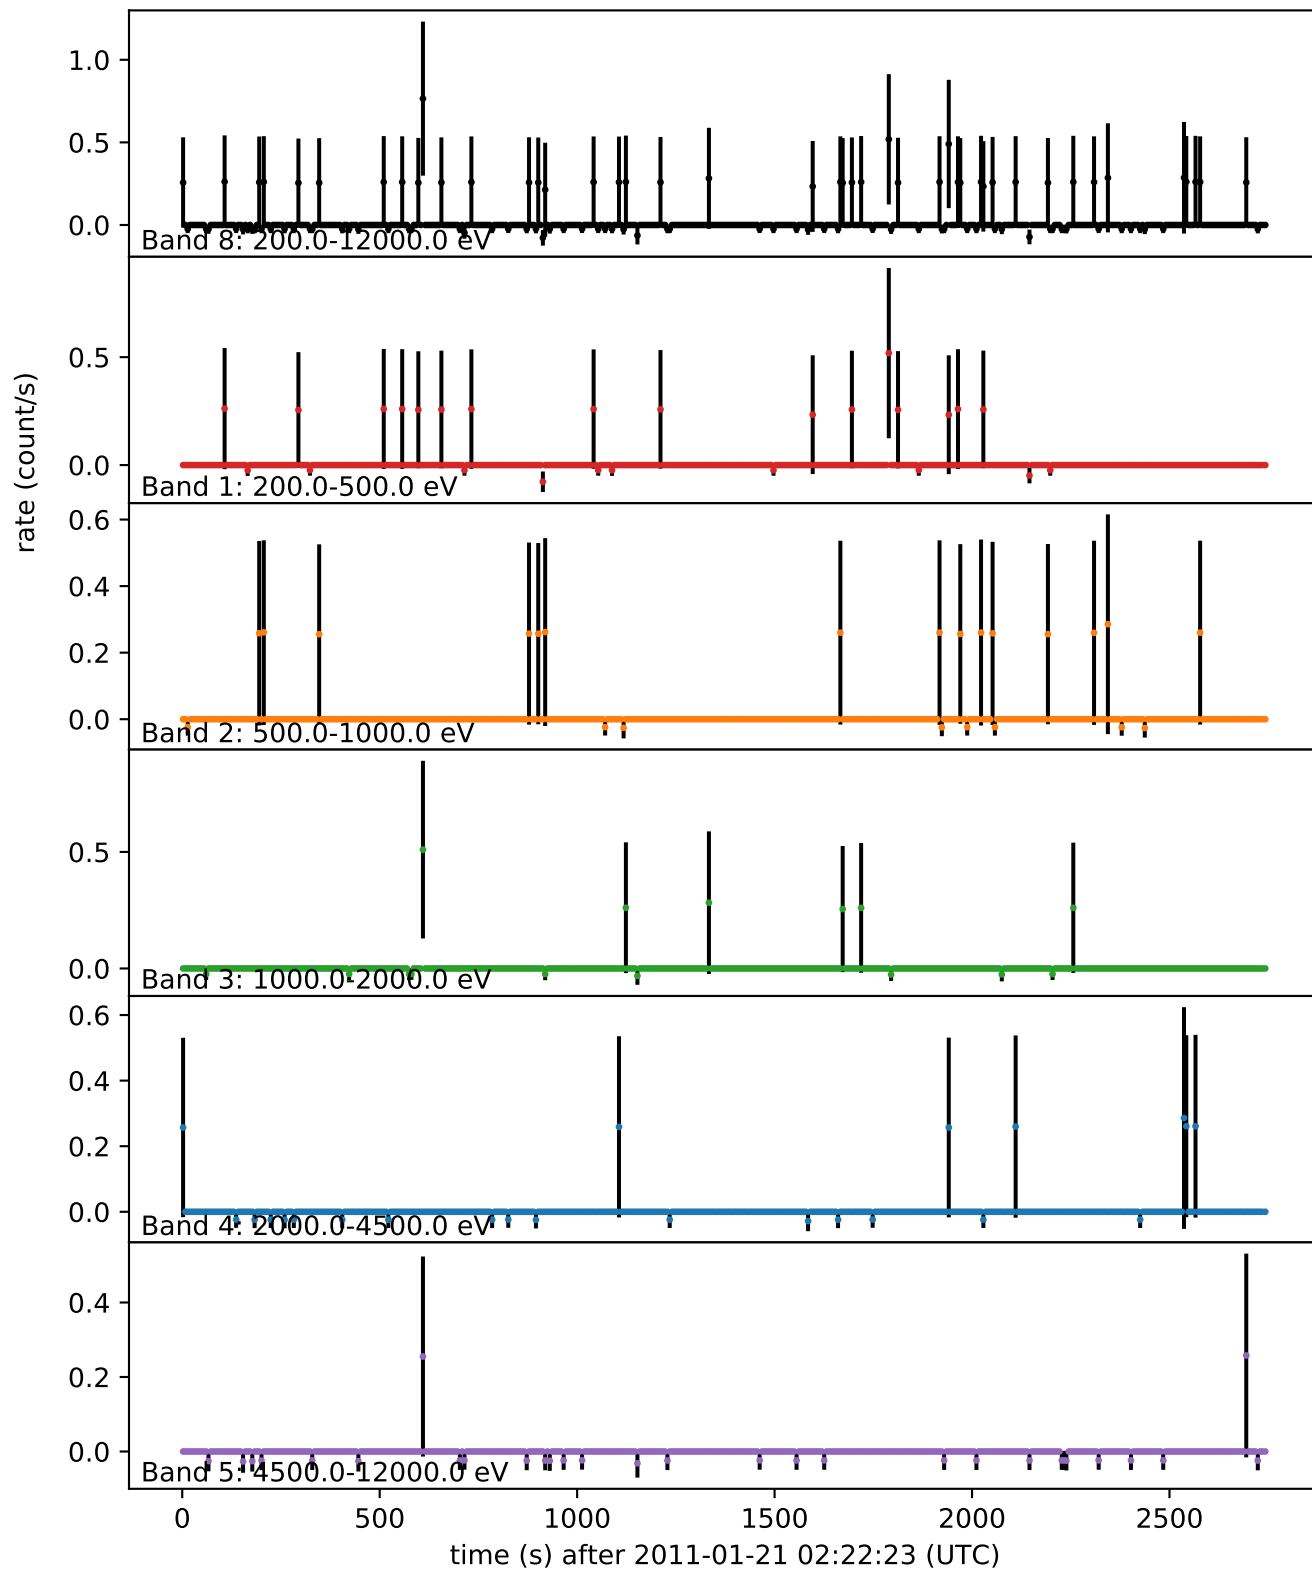 rate (count/s)
1.0
0.5
0.0
Band 8: 200.0-12000.0 eV
0.5
0.0
Band 1: 200.0-500.0 eV
0.6
0.4
0.2
0.0
Band 2: 500.0-1000.0 eV
0.5
0.0
Band 3: 1000.0-2000.0 eV
0.6
0.4
0.2
0.0
Band 4: 2000.0-4500.0 eV
0.4
0.2
0.0
Band 5: 4500.0-12000.0 eV
0 500 1000 1500 2000 2500
time (s) after 2011-01-21 02:22:23 (UTC)